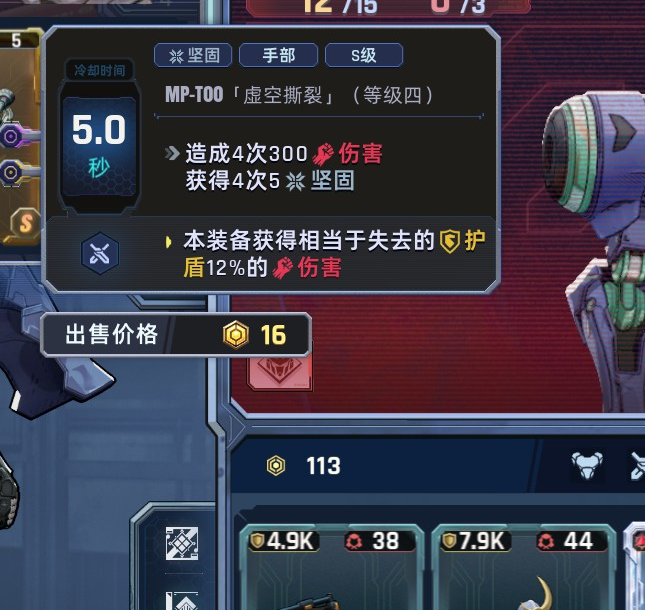 12/15 0/3
5
坚固 手部 S级
冷却时间
MP-T00「虚空撕裂」（等级四）
5.0
秒
造成4次300伤害
获得4次5坚固
本装备获得相当于失去的护
盾12%的伤害
S
出售价格 16
113
4.9K 38 7.9K 44